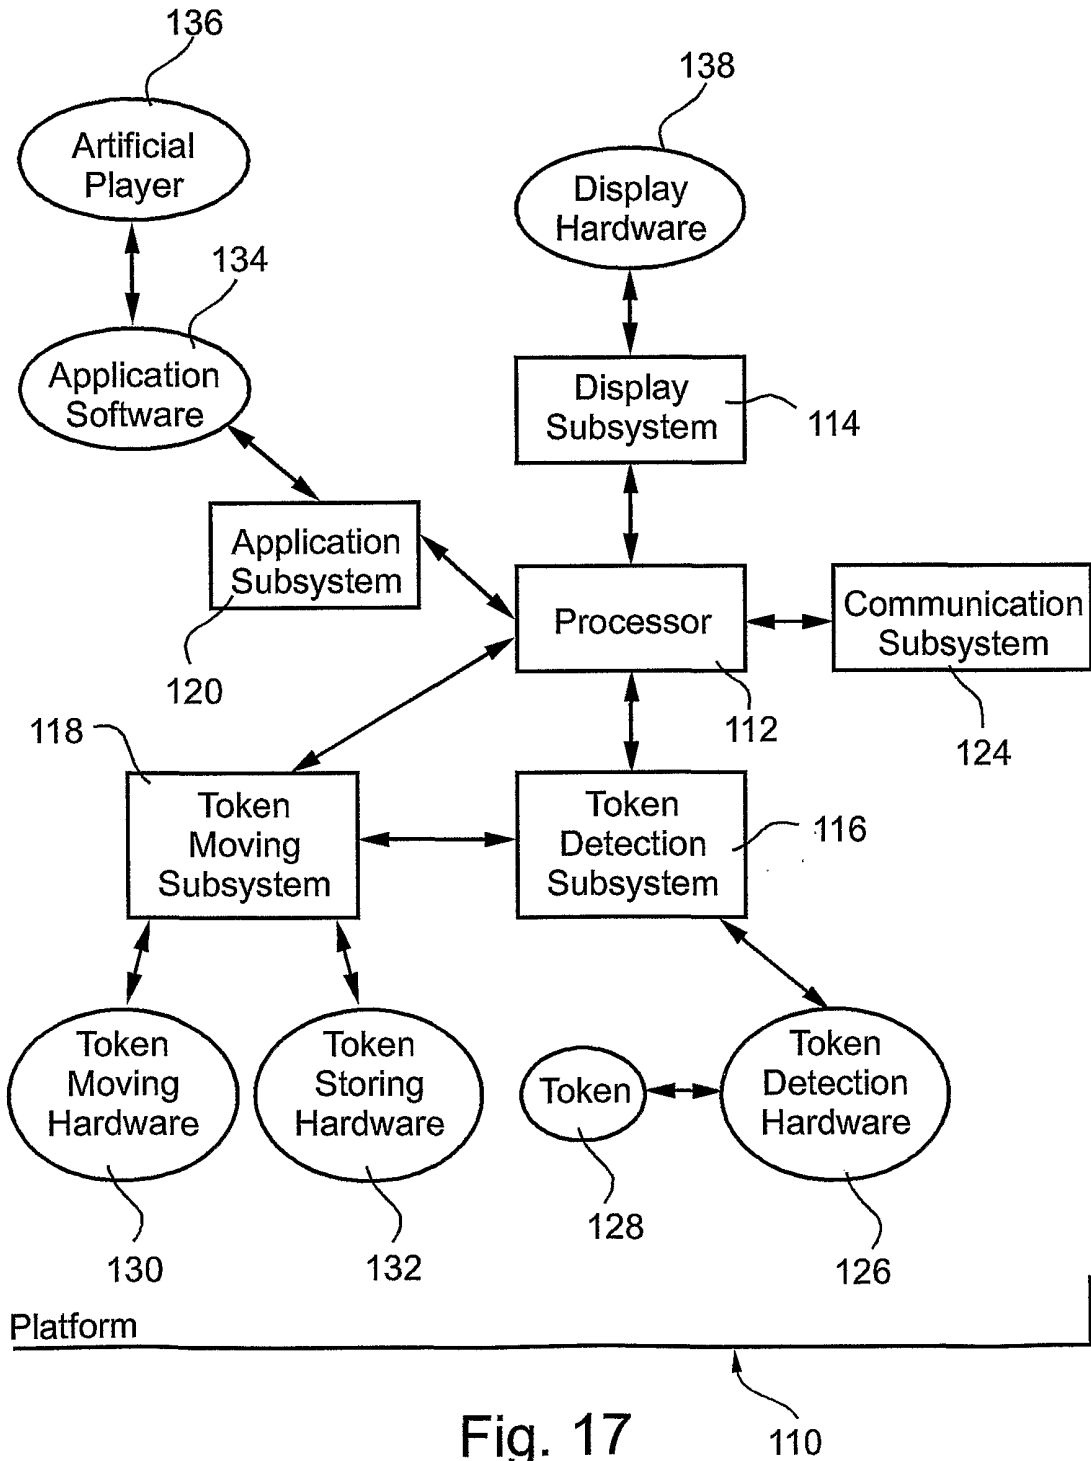 136
138
Artificial
Player
Display
Hardware
134
Application
Software
Display
Subsystem
114
Application
Subsystem
Processor
Communication
Subsystem
120
118
112
124
Token
Moving
Subsystem
Token
Detection
Subsystem
116
Token
Moving
Hardware
Token
Storing
Hardware
Token
Token
Detection
Hardware
128
130
132
126
Platform
Fig. 17
110